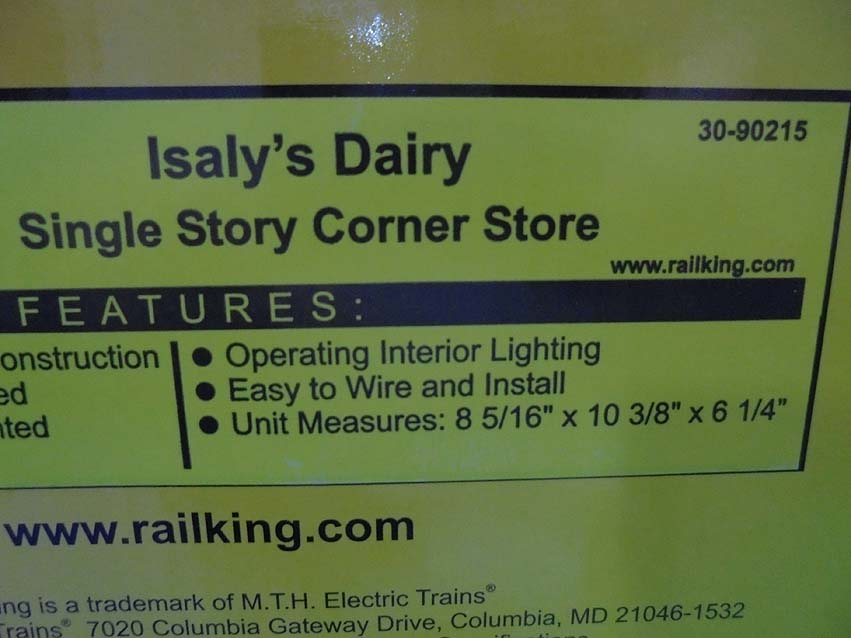 Isaly's Dairy
30-90215
Single Story Corner Store
www.railking.com
FEATURES:
onstruction
ed
nted
● Operating Interior Lighting
● Easy to Wire and Install
● Unit Measures: 8 5/16" x 10 3/8" x 6 1/4"
www.railking.com
ng is a trademark of M.T.H. Electric Trains®
Trains® 7020 Columbia Gateway Drive, Columbia, MD 21046-1532